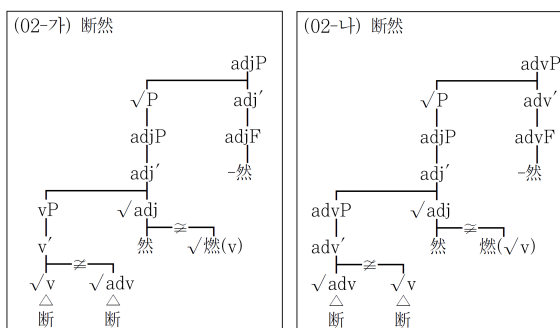 (02-가) 断然
adjP
√P adj′
adjP adjF
adj′ -然
vP √adj
v′ 然 ≆ √燃(v)
√v ≆ √adv
△ △
断 断
(02-나) 断然
advP
√P adv′
adjP advF
adj′ -然
advP √adj
adv′ 然 ≆ 燃(√v)
√adv ≆ √v
△ △
断 断